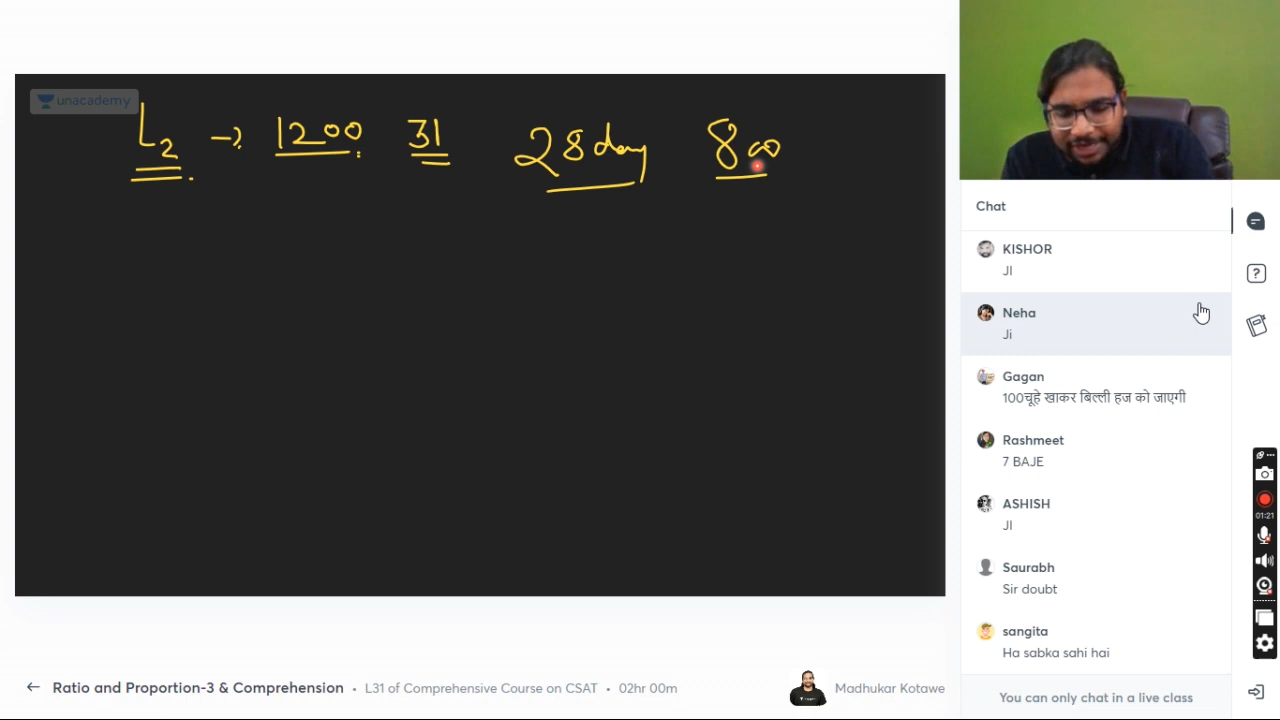 unacademy
L2 → 1200 31 28 day 800
Chat
KISHOR
JI
Neha
Ji
Gagan
100चूहे खाकर बिल्ली हज को जाएगी
Rashmeet
7 BAJE
ASHISH
JI
Saurabh
Sir doubt
sangita
Ha sabka sahi hai
You can only chat in a live class
01:21
← Ratio and Proportion-3 & Comprehension • L31 of Comprehensive Course on CSAT • 02hr 00m
Madhukar Kotawe